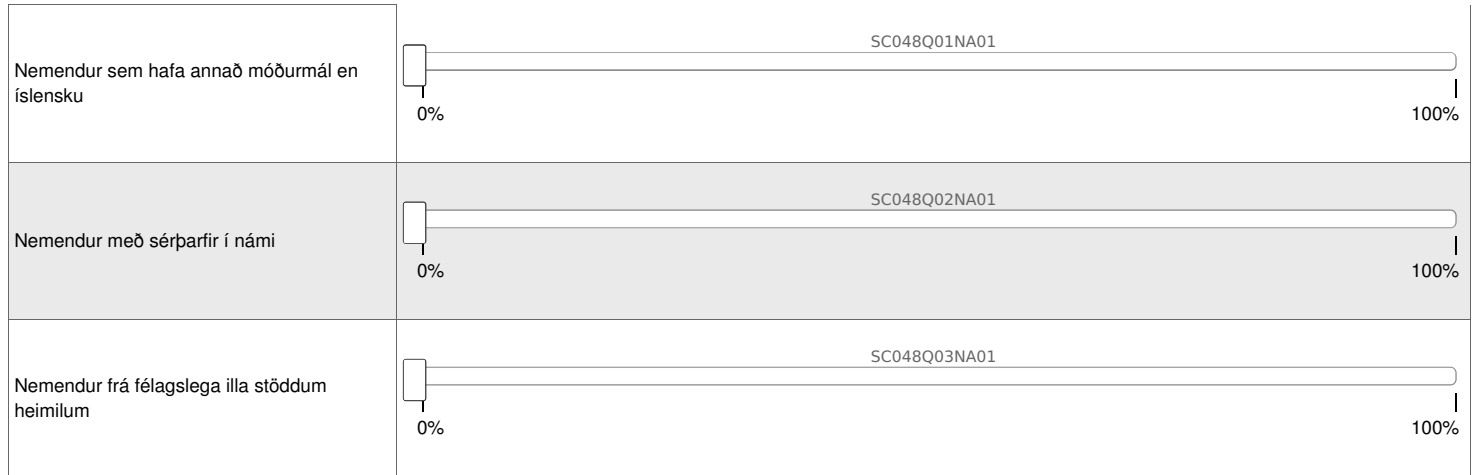 Nemendur sem hafa annað móðurmál en
íslensku
SC048Q01NA01
0%
100%
Nemendur með sérþarfir í námi
SC048Q02NA01
0%
100%
Nemendur frá félagslega illa stöddum
heimilum
SC048Q03NA01
0%
100%